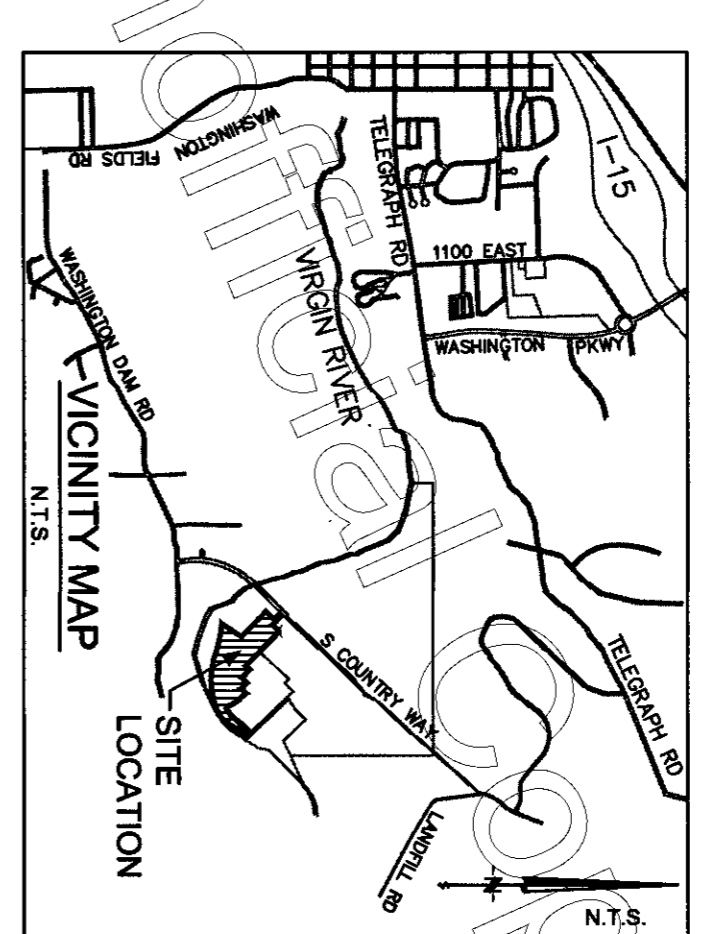 WASHINGTON
FIELDS RD
TELEGRAPH RD
I-15
1100 EAST
WASHINGTON PKWY
VIRGIN RIVER
WASHINGTON DAM RD
VICINITY MAP
N.T.S.
S COUNTRY WAY
TELEGRAPH RD
SITE
LOCATION
LANDFILL RD
N
N.T.S.